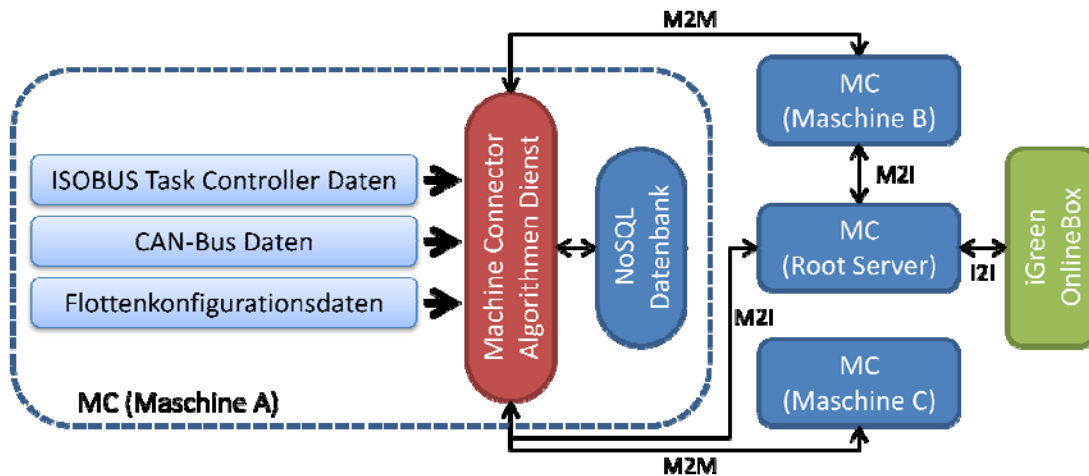 M2M
ISOBUS Task Controller Daten
CAN-Bus Daten
Flottenkonfigurationsdaten
MC (Maschine A)
Machine Connector
Algorithmen Dienst
NoSQL
Datenbank
MC
(Maschine B)
M2I
MC
(Root Server)
I2I
iGreen
OnlineBox
M2I
MC
(Maschine C)
M2M